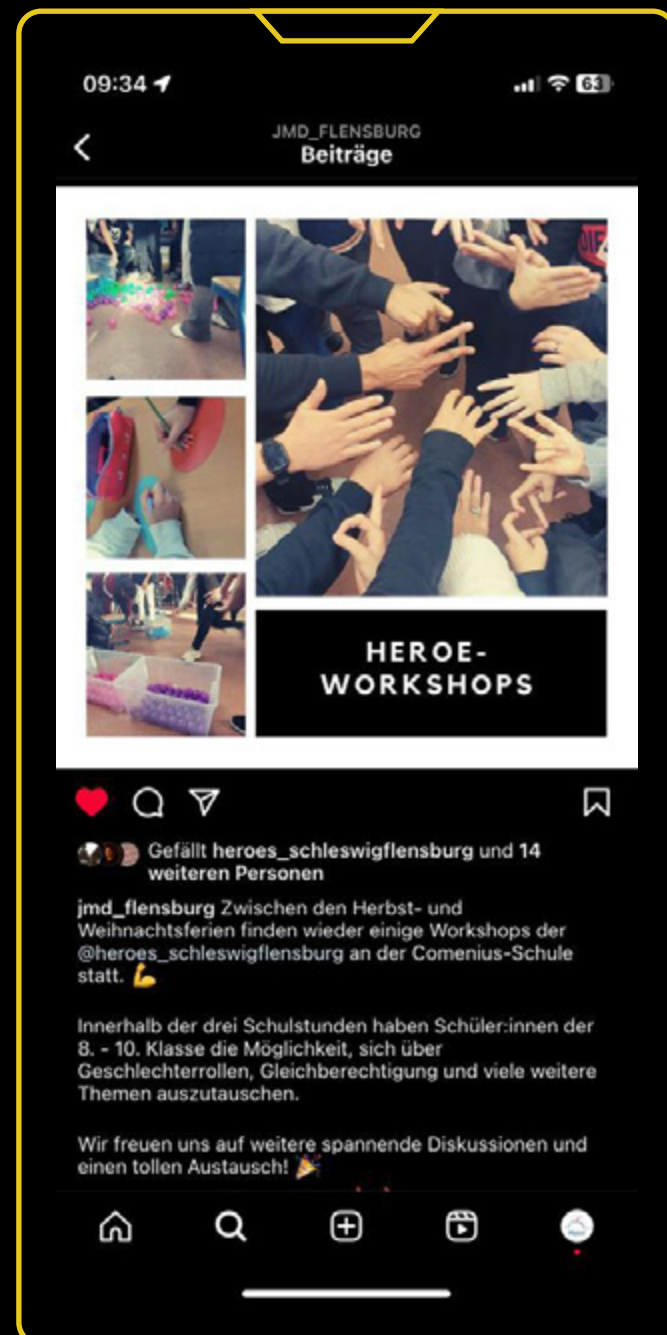 09:34
63
JMD_FLENSBURG
Beiträge
HEROE-
WORKSHOPS
Gefällt heroes_schleswigflensburg und 14
weiteren Personen
jmd_flensburg Zwischen den Herbst- und
Weihnachtsferien finden wieder einige Workshops der
@heroes_schleswigflensburg an der Comenius-Schule
statt. 💪
Innerhalb der drei Schulstunden haben Schüler:innen der
8. - 10. Klasse die Möglichkeit, sich über
Geschlechterrollen, Gleichberechtigung und viele weitere
Themen auszutauschen.
Wir freuen uns auf weitere spannende Diskussionen und
einen tollen Austausch! 🎉